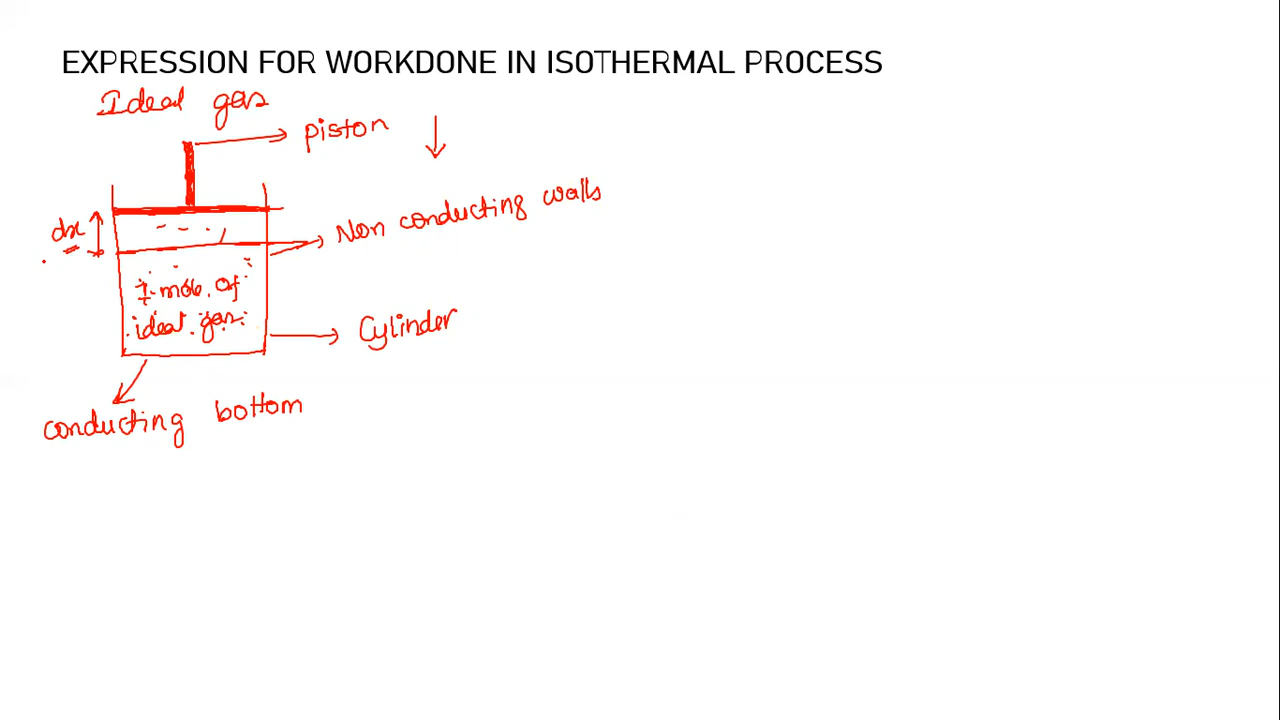 EXPRESSION FOR WORKDONE IN ISOTHERMAL PROCESS
Ideal gas
piston
Non conducting walls
dx
1 mole of
ideal gas
Cylinder
conducting bottom